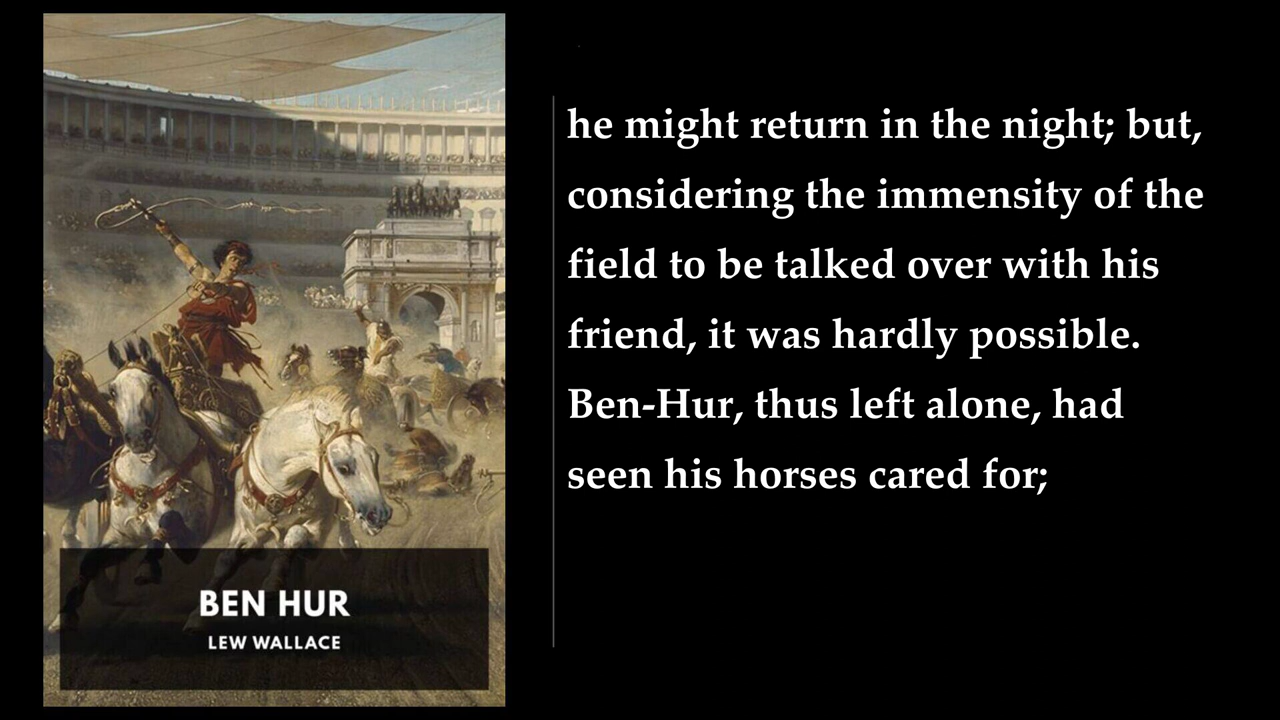 BEN HUR
LEW WALLACE
he might return in the night; but,
considering the immensity of the
field to be talked over with his
friend, it was hardly possible.
Ben-Hur, thus left alone, had
seen his horses cared for;